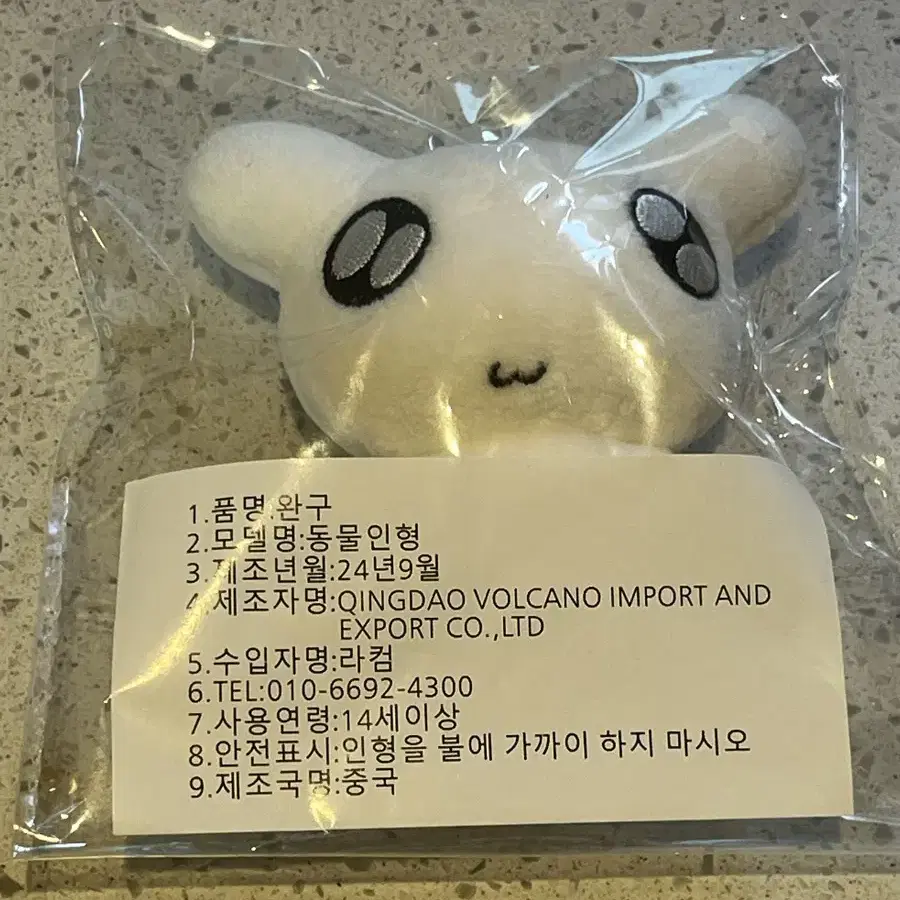 1.품명:완구
2.모델명:동물인형
3.제조년월:24년9월
4.제조자명:QINGDAO VOLCANO IMPORT AND
EXPORT CO.,LTD
5.수입자명:라컴
6.TEL:010-6692-4300
7.사용연령:14세이상
8.안전표시:인형을 불에 가까이 하지 마시오
9.제조국명:중국